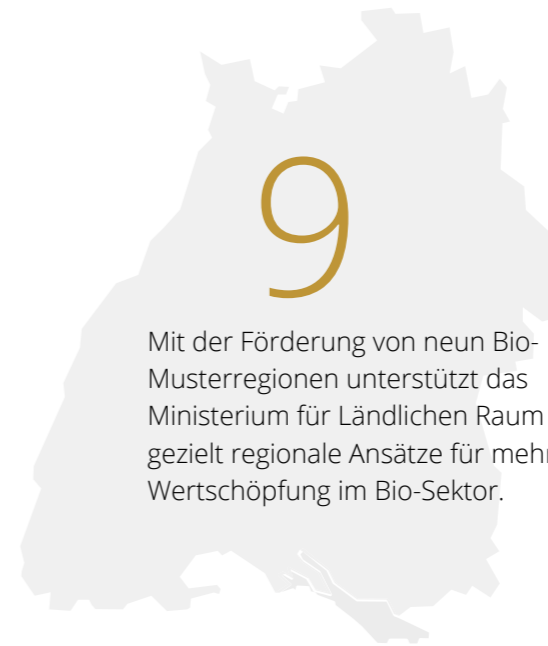 9
Mit der Förderung von neun Bio-
Musterregionen unterstützt das
Ministerium für Ländlichen Raum
gezielt regionale Ansätze für mehr
Wertschöpfung im Bio-Sektor.